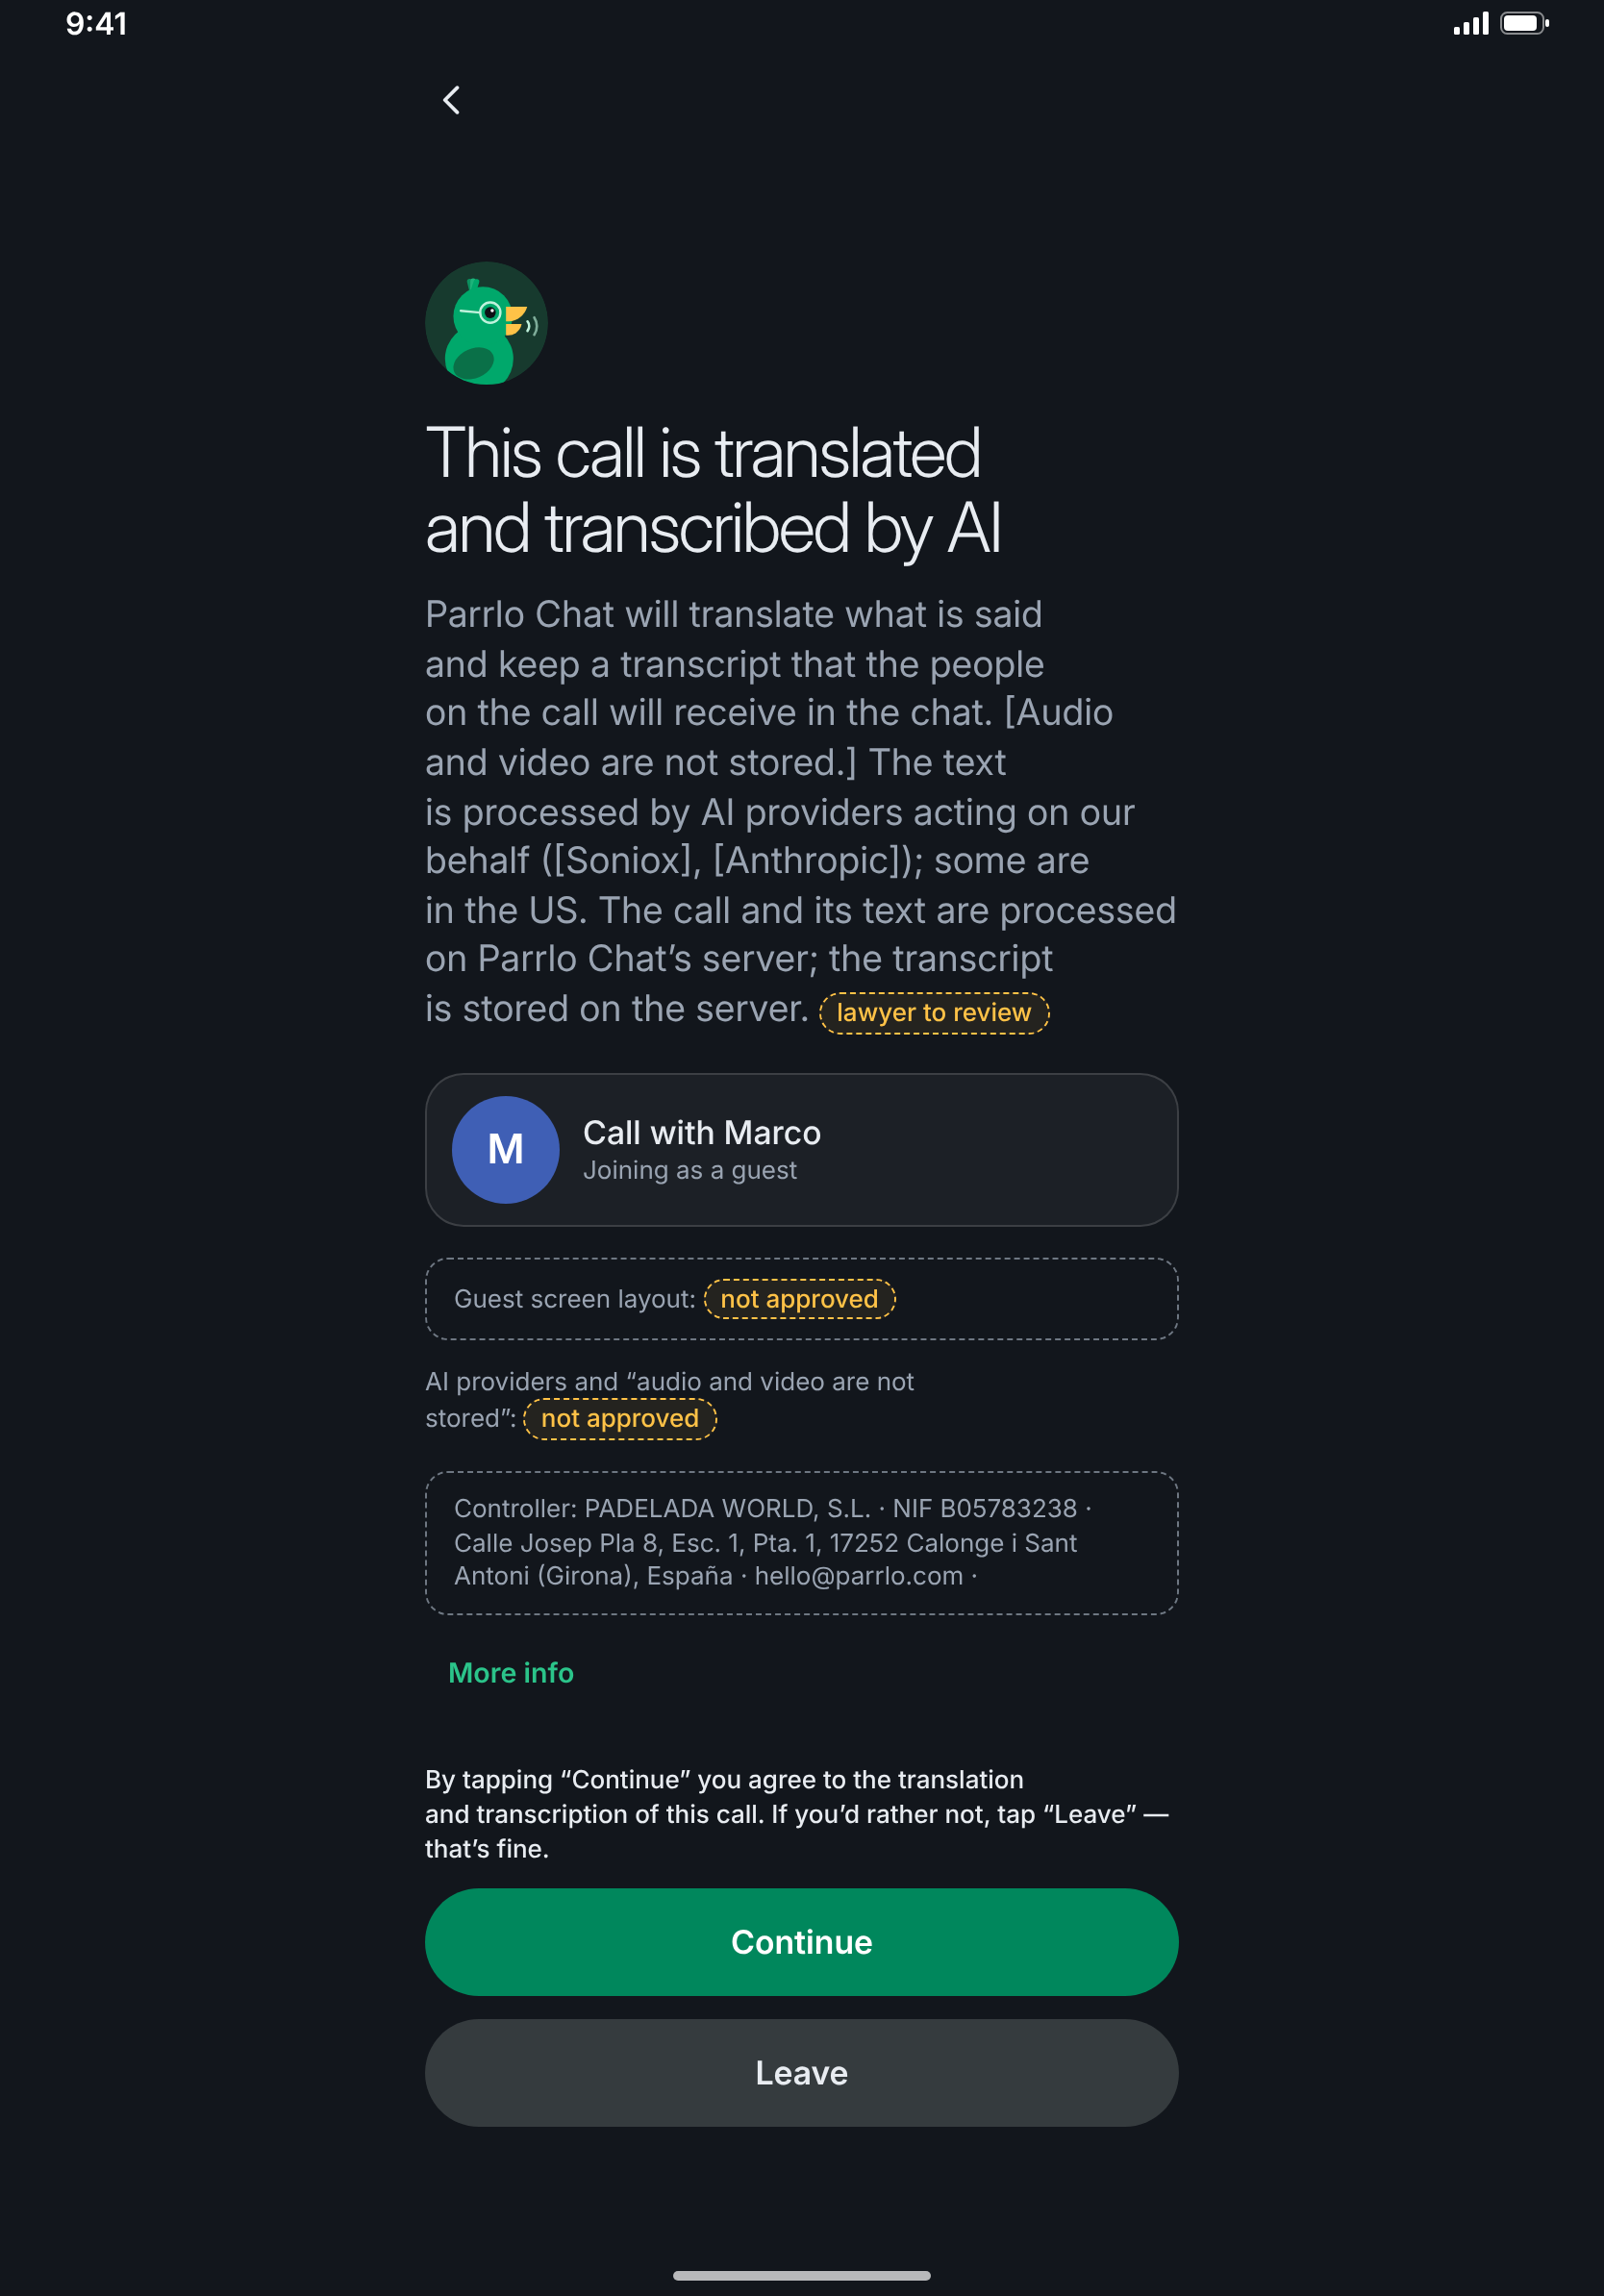 9:41
This call is translated
and transcribed by AI
Parrlo Chat will translate what is said
and keep a transcript that the people
on the call will receive in the chat. [Audio
and video are not stored.] The text
is processed by AI providers acting on our
behalf ([Soniox], [Anthropic]); some are
in the US. The call and its text are processed
on Parrlo Chat’s server; the transcript
is stored on the server. lawyer to review
M
Call with Marco
Joining as a guest
Guest screen layout: not approved
AI providers and “audio and video are not
stored”: not approved
Controller: PADELADA WORLD, S.L. · NIF B05783238 ·
Calle Josep Pla 8, Esc. 1, Pta. 1, 17252 Calonge i Sant
Antoni (Girona), España · hello@parrlo.com ·
More info
By tapping “Continue” you agree to the translation
and transcription of this call. If you’d rather not, tap “Leave” —
that’s fine.
Continue
Leave